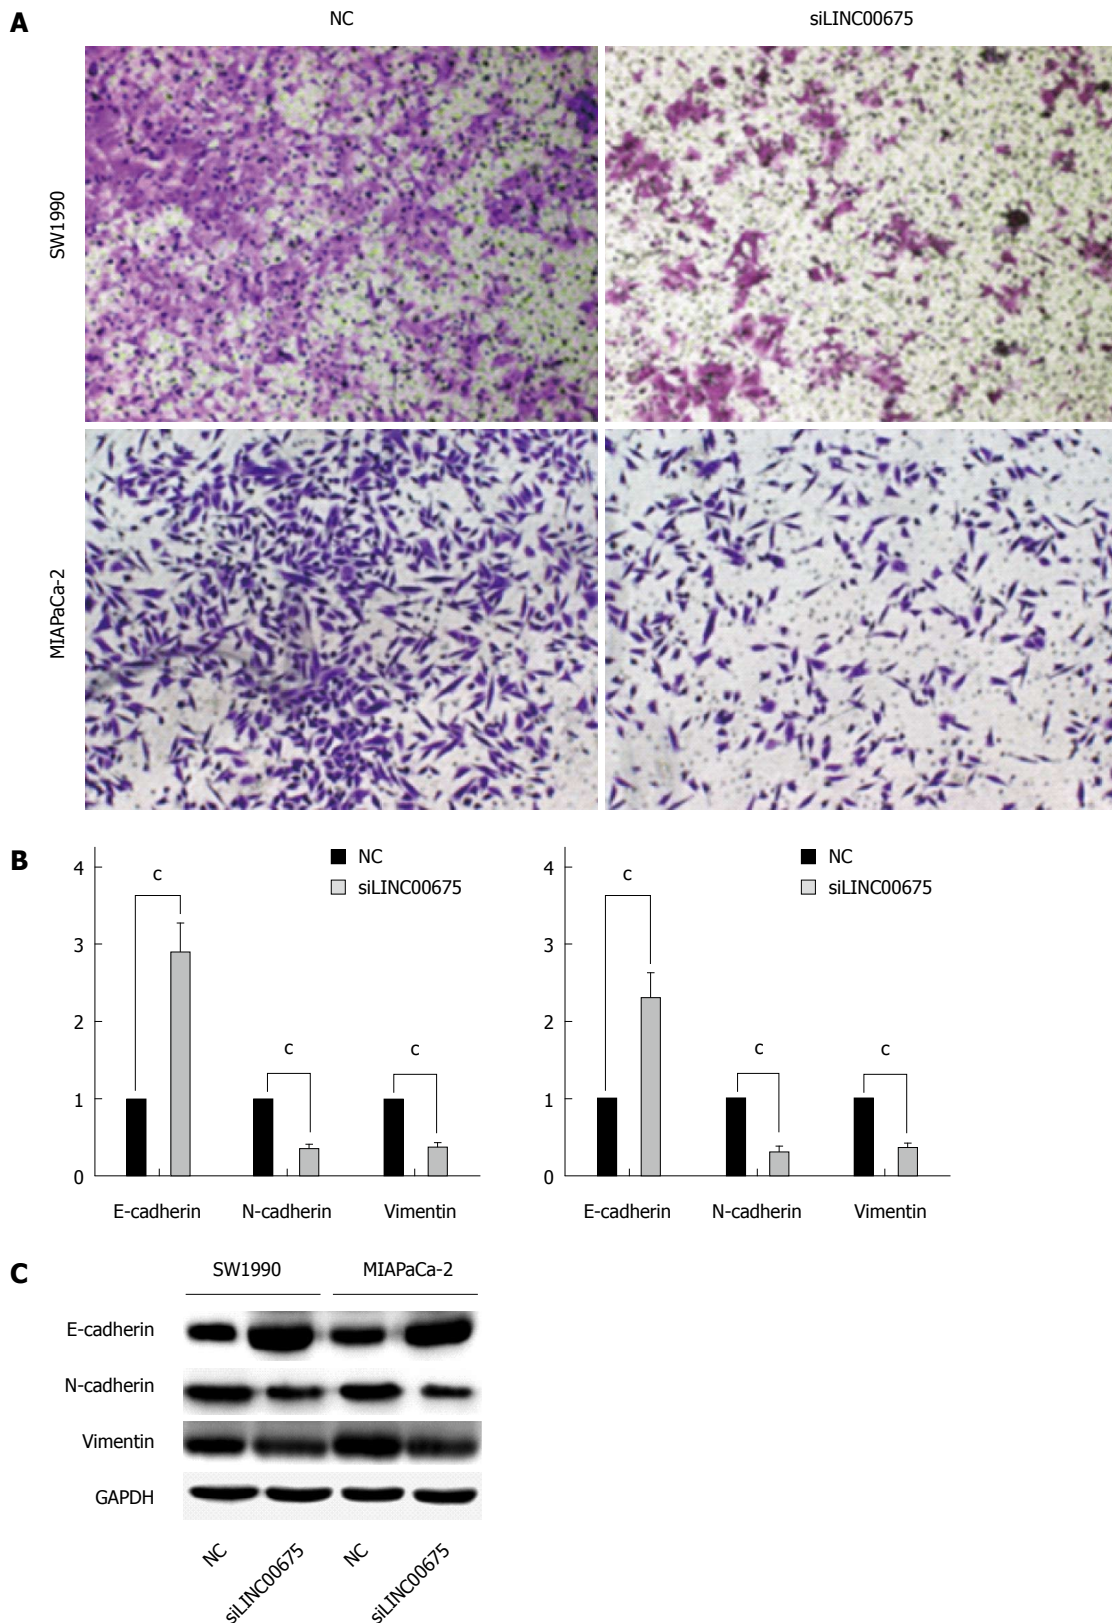 A
NC
siLINC00675
SW1990
MIAPaCa-2
B
4
3
2
1
0
NC
siLINC00675
c
c
c
E-cadherin
N-cadherin
Vimentin
4
3
2
1
0
NC
siLINC00675
c
c
c
E-cadherin
N-cadherin
Vimentin
C
SW1990
MIAPaCa-2
E-cadherin
N-cadherin
Vimentin
GAPDH
NC
siLINC00675
NC
siLINC00675